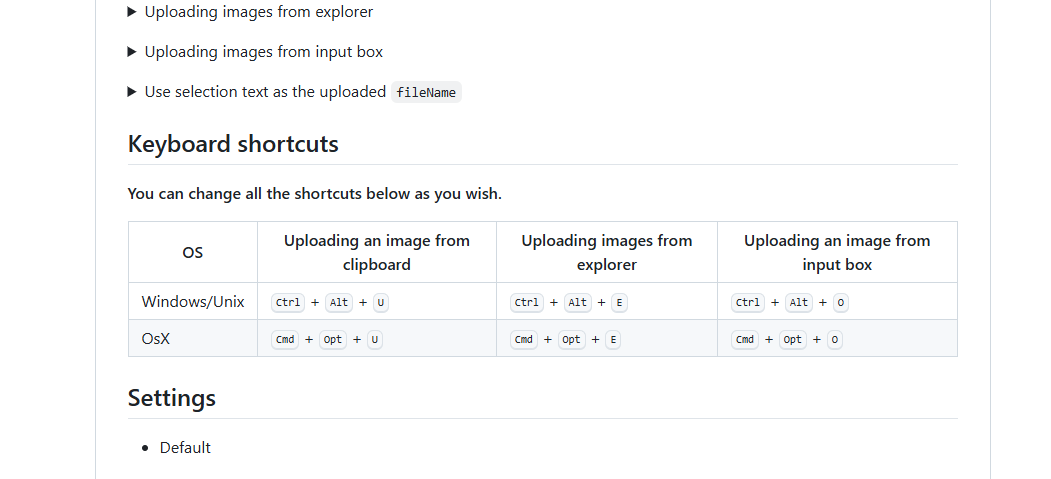 Uploading images from explorer
Uploading images from input box
Use selection text as the uploaded fileName
Keyboard shortcuts
You can change all the shortcuts below as you wish.
OS
Uploading an image from
clipboard
Uploading images from
explorer
Uploading an image from
input box
Windows/Unix
Ctrl + Alt + U
Ctrl + Alt + E
Ctrl + Alt + O
OsX
Cmd + Opt + U
Cmd + Opt + E
Cmd + Opt + O
Settings
Default